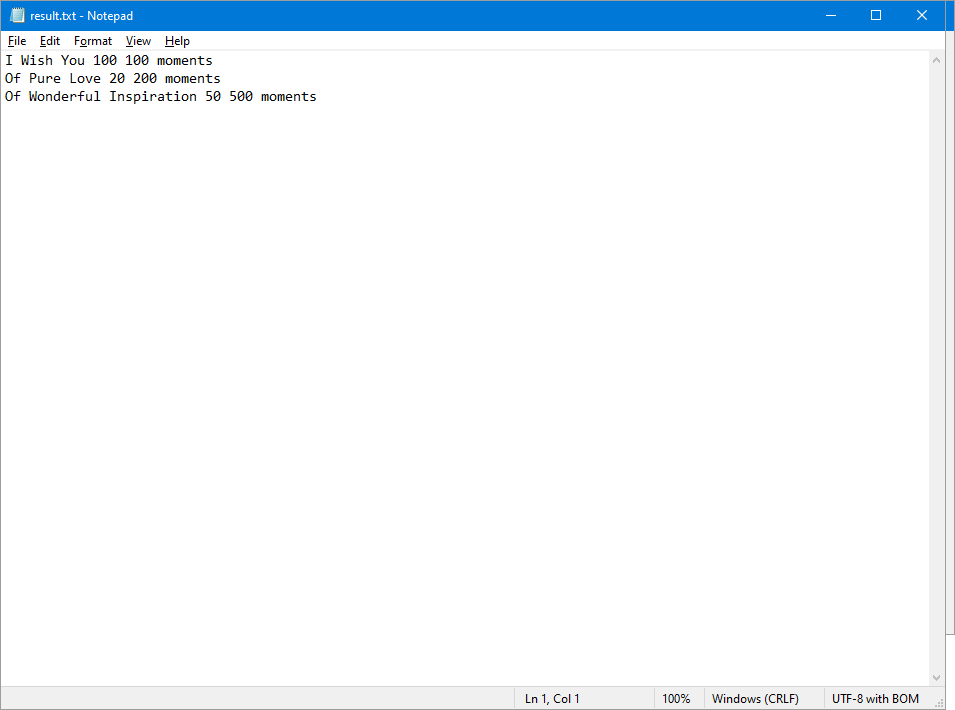 result.txt - Notepad
File Edit Format View Help
I Wish You 100 100 moments
Of Pure Love 20 200 moments
Of Wonderful Inspiration 50 500 moments
Ln 1, Col 1 100% Windows (CRLF) UTF-8 with BOM